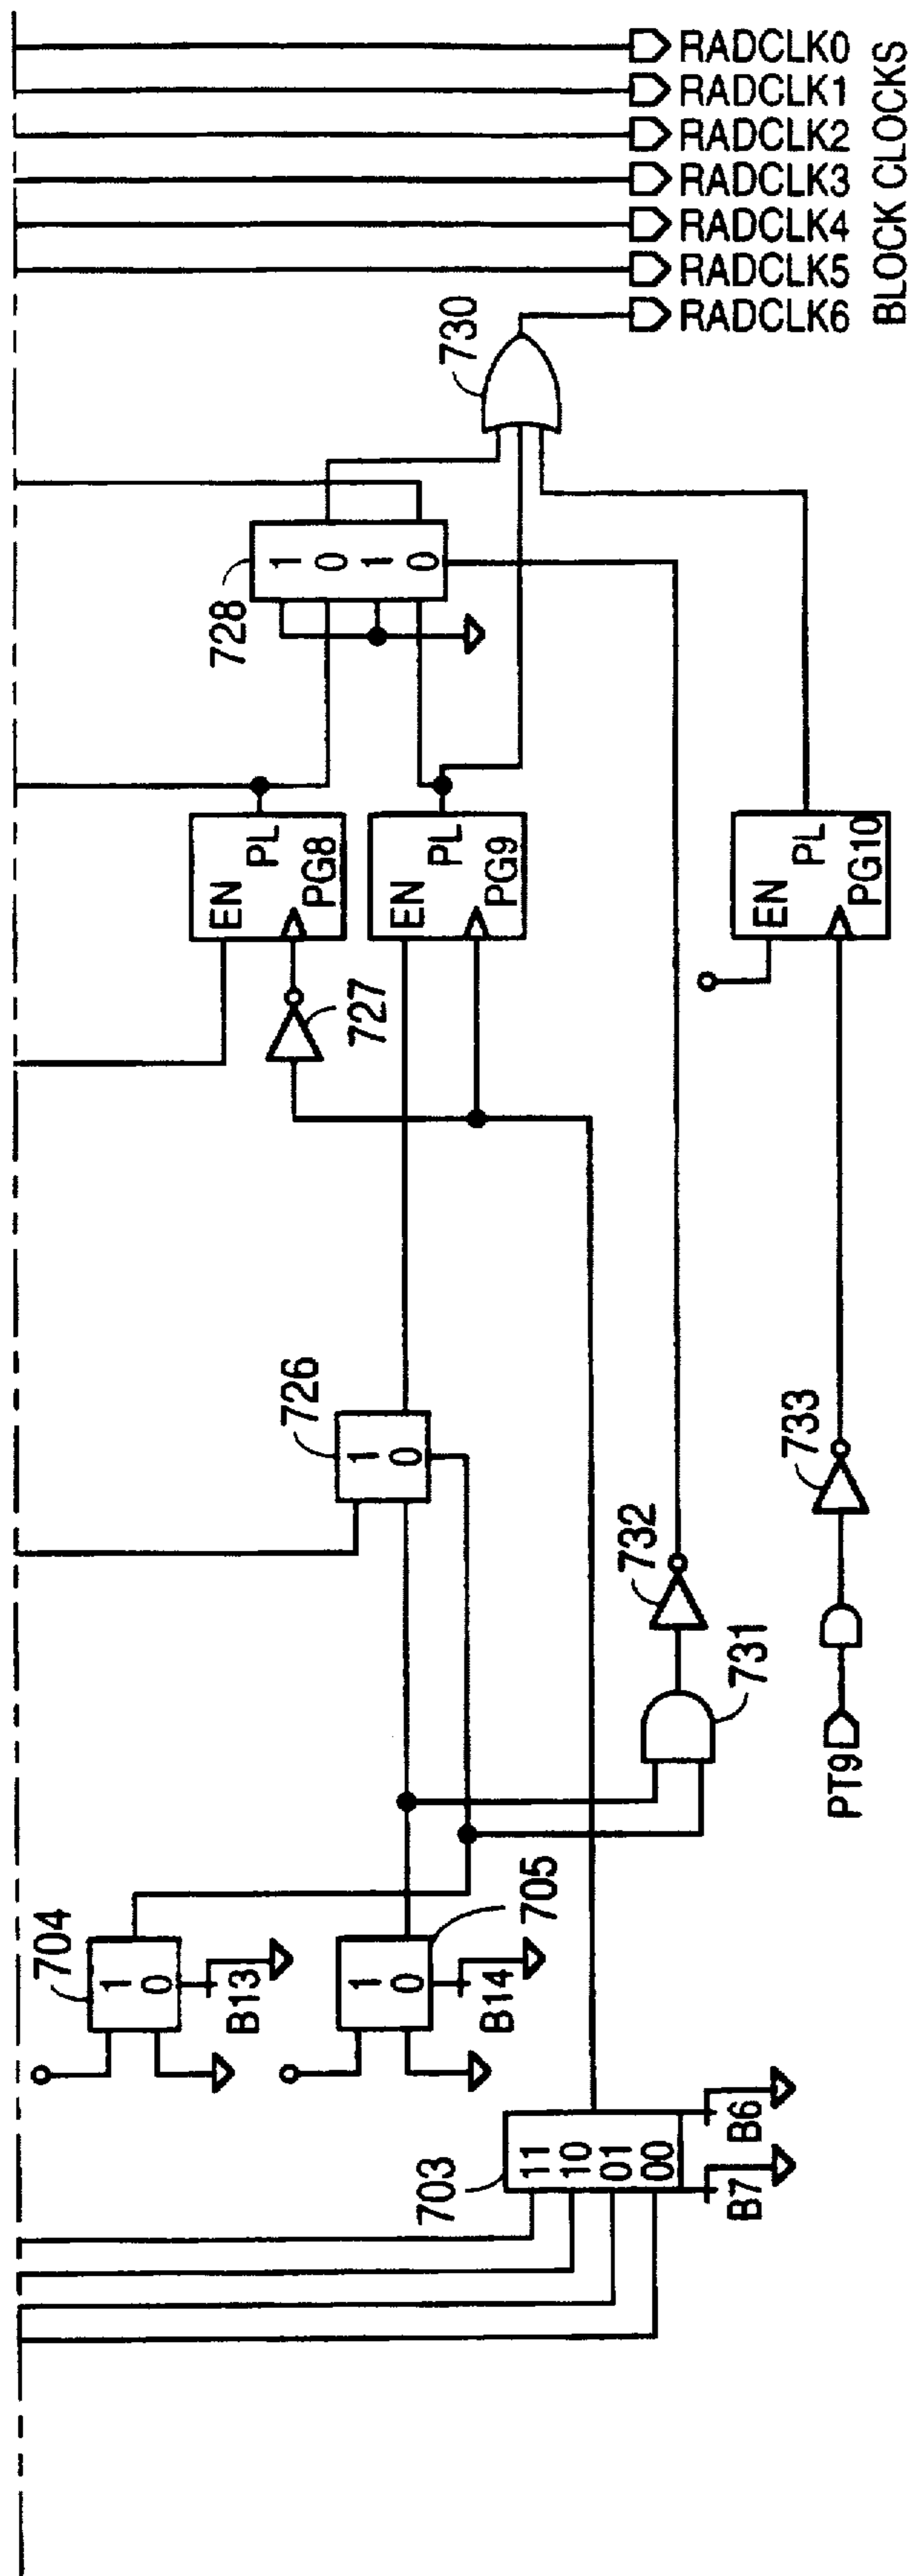 RADCLK0
RADCLK1
RADCLK2
RADCLK3
RADCLK4
RADCLK5
RADCLK6
BLOCK CLOCKS
730
728
1
0
1
0
EN
PL
PG8
EN
PL
PG9
EN
PL
PG10
727
726
1
0
733
732
731
PT9
704
1
0
B13
705
1
0
B14
703
11
10
01
00
B6
B7